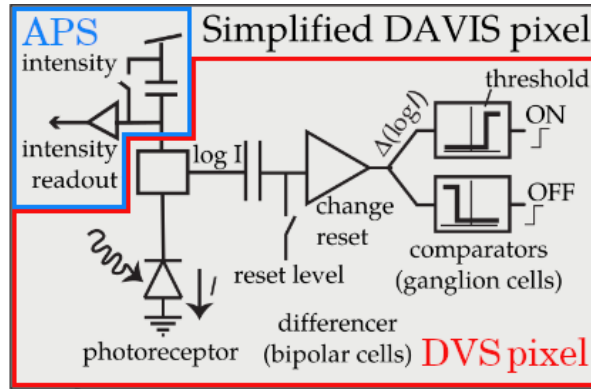 APS
Simplified DAVIS pixel
intensity
intensity
readout
log I
Δ(logI)
threshold
ON
OFF
change
reset
reset level
comparators
(ganglion cells)
I
photoreceptor
differencer
(bipolar cells)
DVS pixel